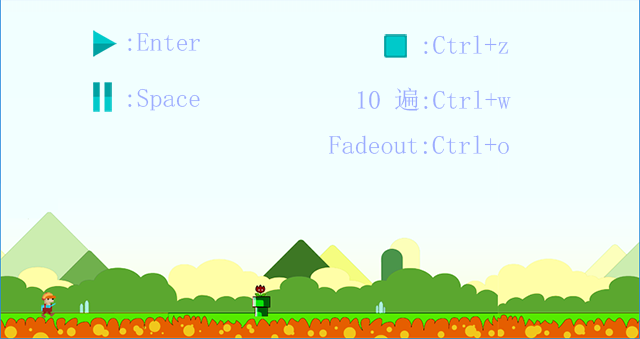 :Enter
:Space
:Ctrl+z
10 遍:Ctrl+w
Fadeout:Ctrl+o